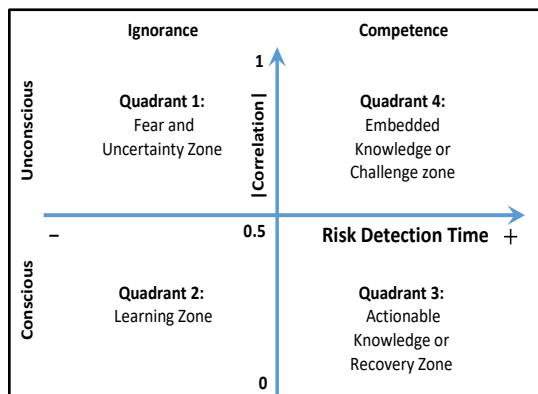 Ignorance
Competence
1
Unconscious
Quadrant 1:
Fear and
Uncertainty Zone
|Correlation|
Quadrant 4:
Embedded
Knowledge or
Challenge zone
–
0.5
Risk Detection Time
+
Conscious
Quadrant 2:
Learning Zone
Quadrant 3:
Actionable
Knowledge or
Recovery Zone
0